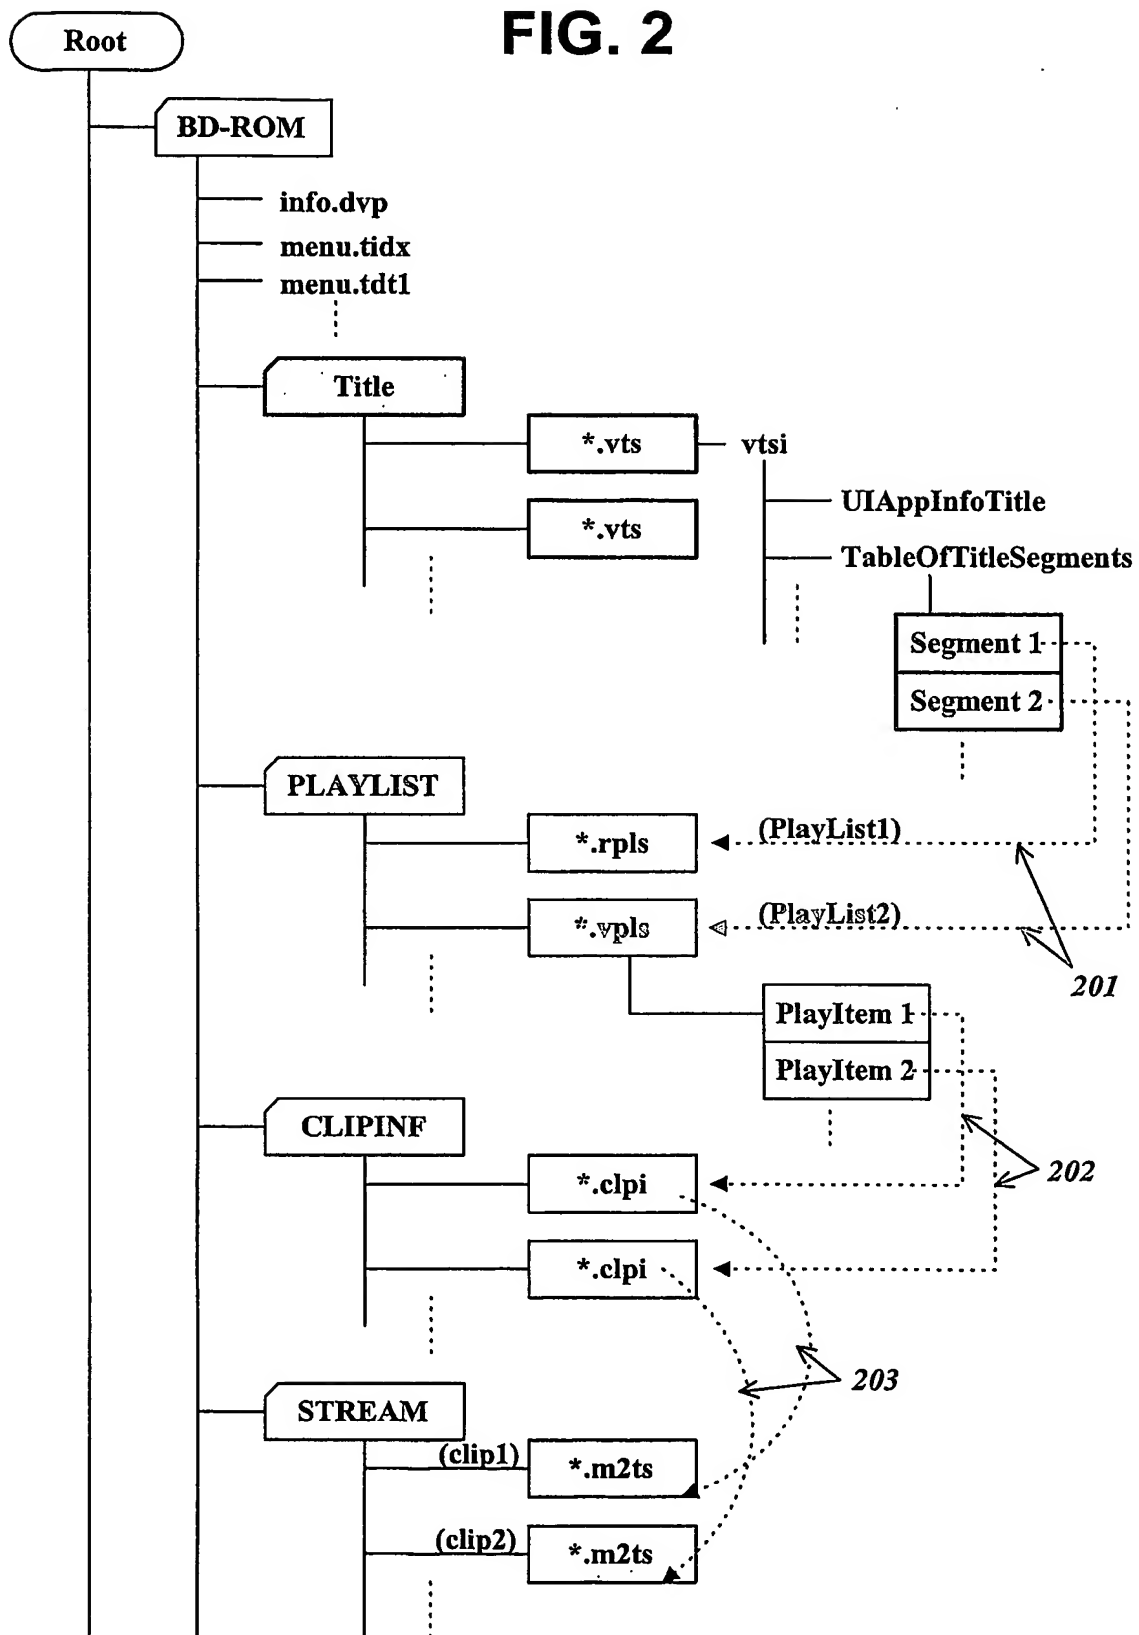 FIG. 2
Root
BD-ROM
info.dvp
menu.tidx
menu.tdt1
Title
*.vts
vtsi
UIAppInfoTitle
*.vts
TableOfTitleSegments
Segment 1
Segment 2
PLAYLIST
(PlayList1)
*.rpls
(PlayList2)
*.vpls
201
PlayItem 1
PlayItem 2
CLIPINF
202
*.clpi
*.clpi
203
STREAM
(clip1)
*.m2ts
(clip2)
*.m2ts